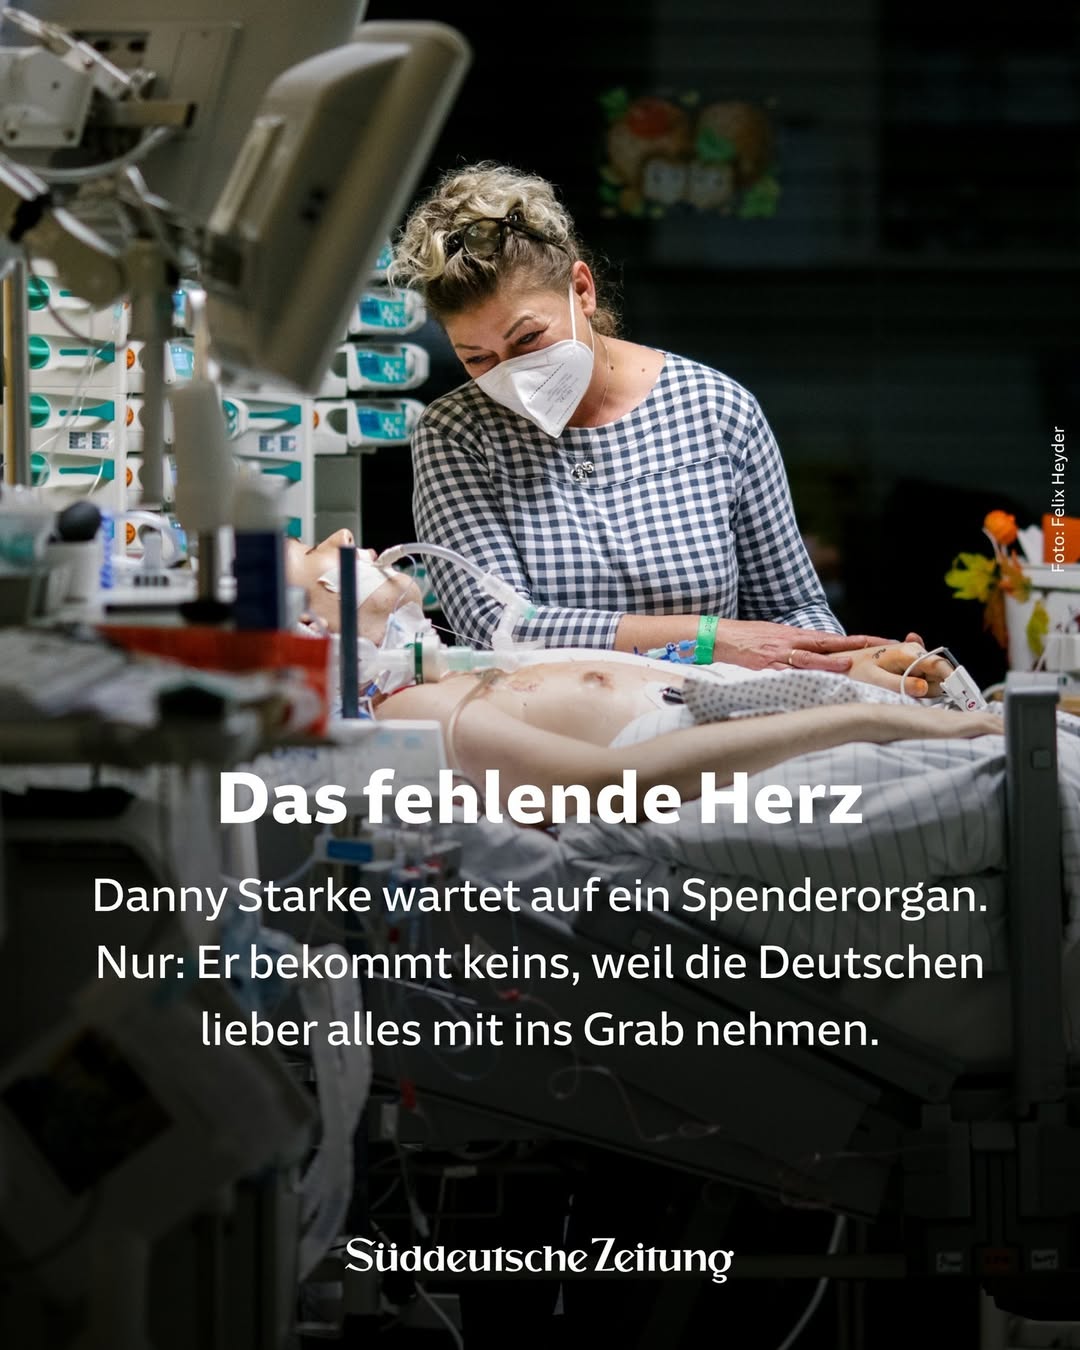 Foto: Felix Heyder
Das fehlende Herz
Danny Starke wartet auf ein Spenderorgan.
Nur: Er bekommt keins, weil die Deutschen
lieber alles mit ins Grab nehmen.
Süddeutsche Zeitung